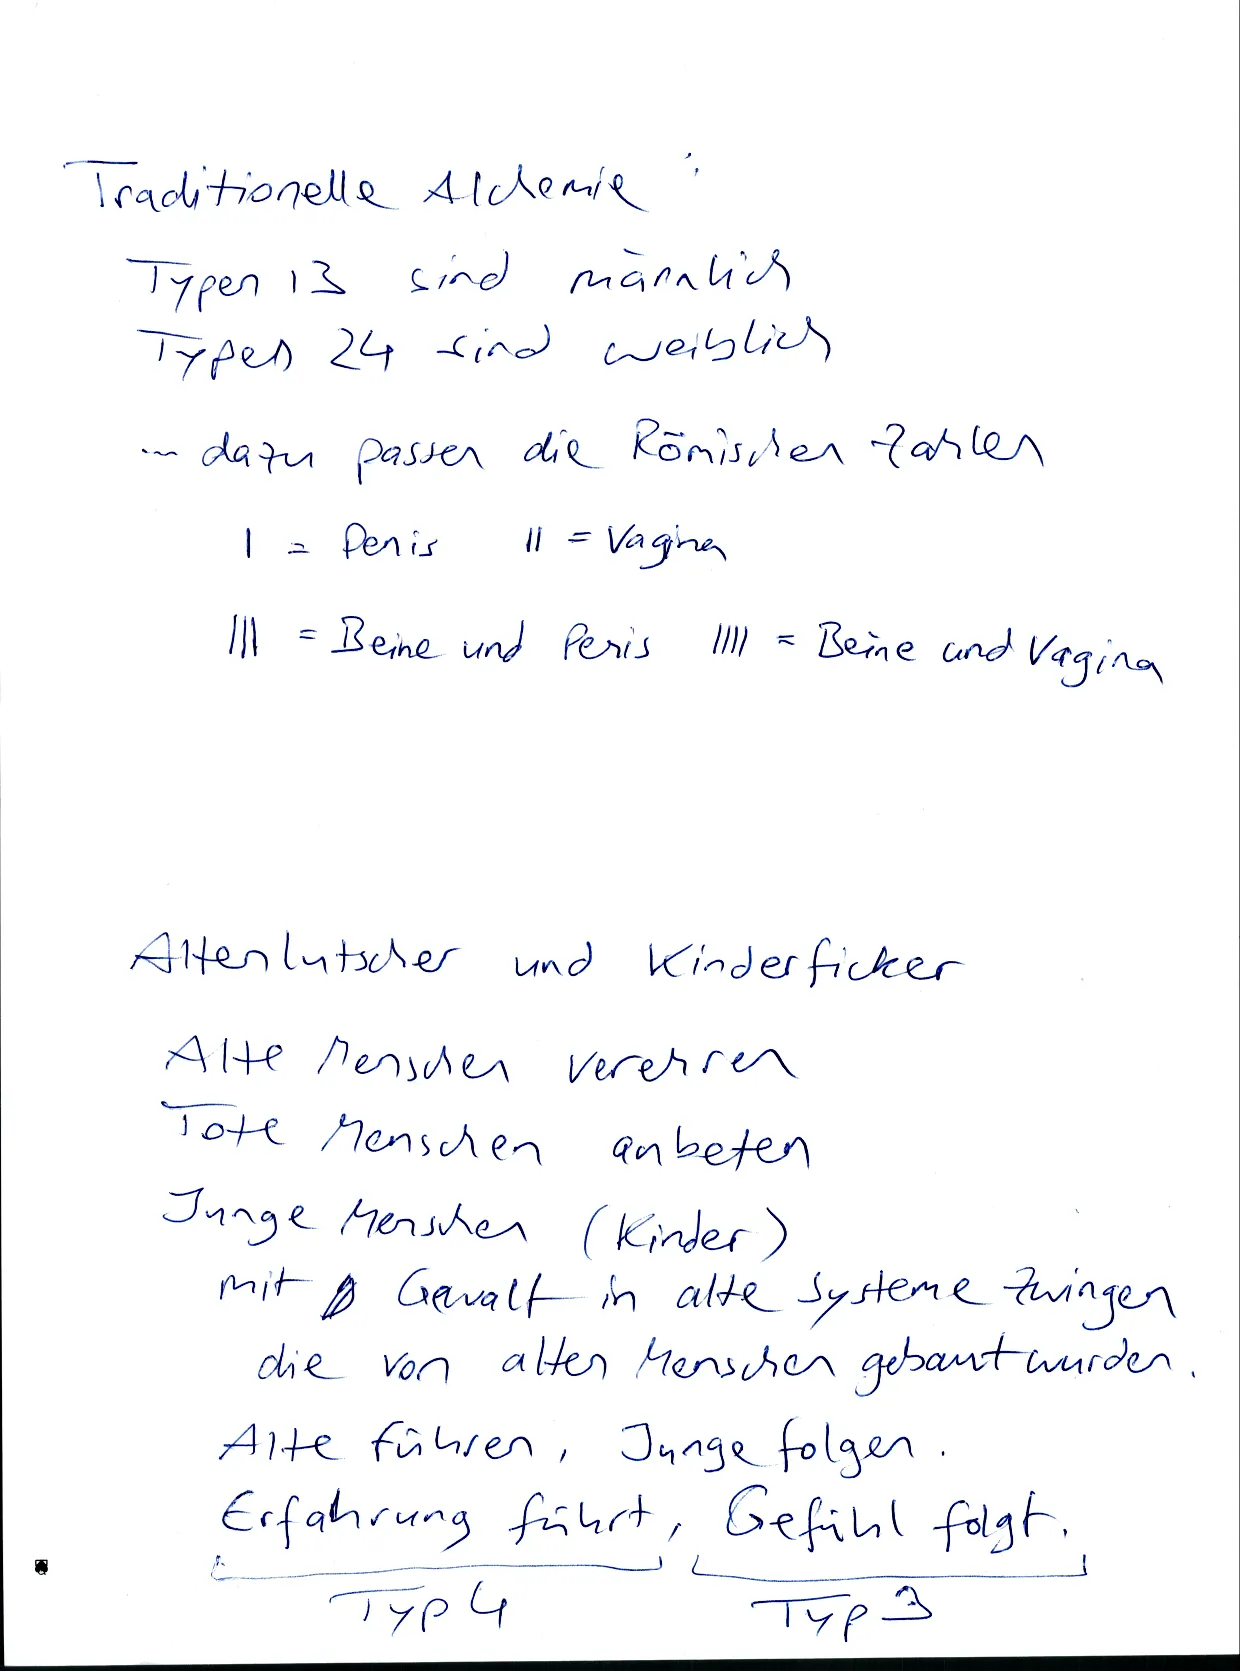 Traditionelle Alchemie :
Typen 13 sind männlich
Typen 24 sind weiblich
... dazu passen die Römischen Zahlen
I = Penis II = Vagina
III = Beine und Penis IIII = Beine und Vagina
Altenlutscher und Kinderficker
Alte Menschen verehren
Tote Menschen anbeten
Junge Menschen (Kinder)
mit Gewalt in alte Systeme zwingen
die von alten Menschen gebaut wurden.
Alte führen, Junge folgen.
Erfahrung führt, Gefühl folgt.
Typ 4 Typ 3